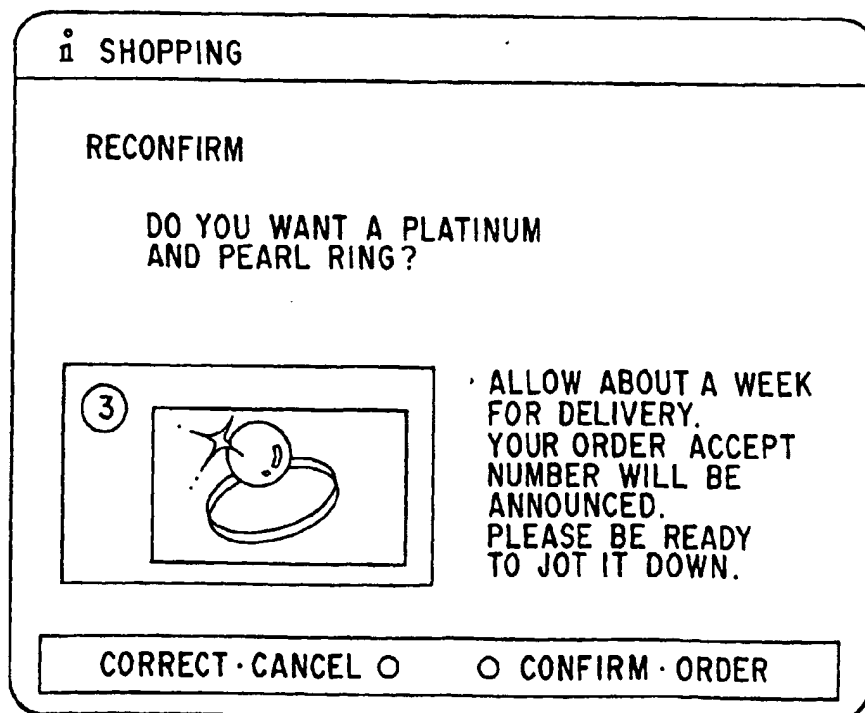 i SHOPPING
RECONFIRM
DO YOU WANT A PLATINUM
AND PEARL RING?
3
ALLOW ABOUT A WEEK
FOR DELIVERY.
YOUR ORDER ACCEPT
NUMBER WILL BE
ANNOUNCED.
PLEASE BE READY
TO JOT IT DOWN.
CORRECT · CANCEL ○ ○ CONFIRM · ORDER